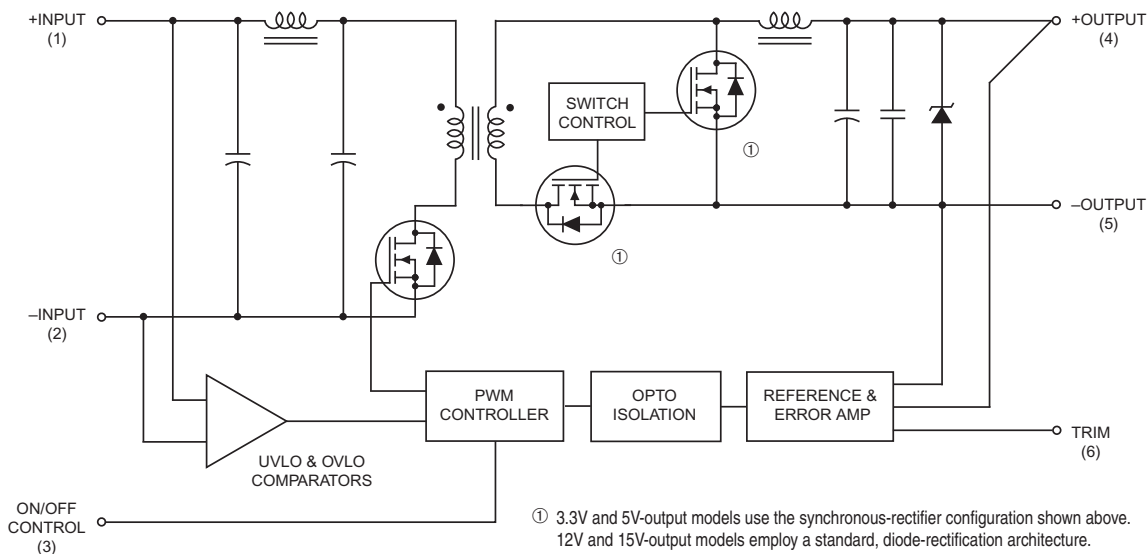 +INPUT
(1)
+OUTPUT
(4)
SWITCH
CONTROL
①
①
–OUTPUT
(5)
–INPUT
(2)
PWM
CONTROLLER
OPTO
ISOLATION
REFERENCE &
ERROR AMP
TRIM
(6)
UVLO & OVLO
COMPARATORS
ON/OFF
CONTROL
(3)
① 3.3V and 5V-output models use the synchronous-rectifier configuration shown above.
12V and 15V-output models employ a standard, diode-rectification architecture.